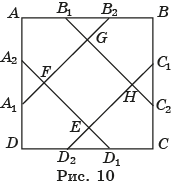 A B₁ B₂ B
G
A₂ C₁
F
H
A₁ C₂
E
D D₂ D₁ C
Рис. 10